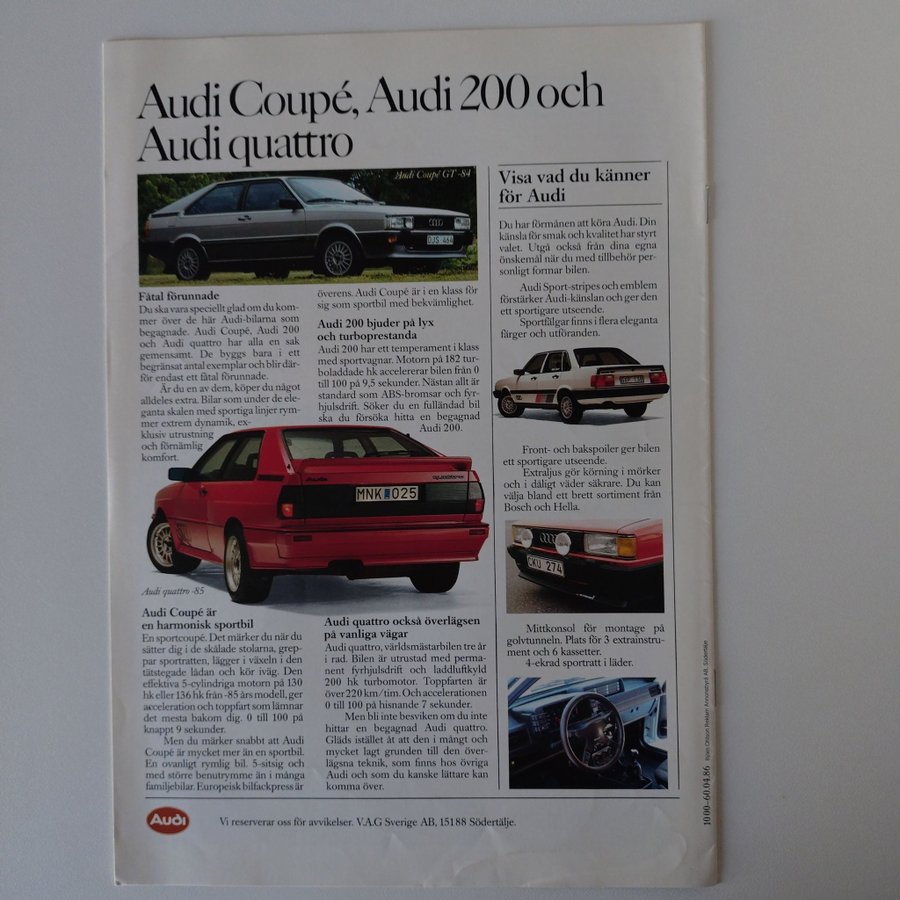 Audi Coupé, Audi 200 och
Audi quattro
Audi Coupé GT -84
DJS 464
Fåtal förunnade
Du ska vara speciellt glad om du kom-
mer över de här Audi-bilarna som
begagnade. Audi Coupé, Audi 200
och Audi quattro har alla en sak
gemensamt. De byggs bara i ett
begränsat antal exemplar och blir där-
för endast ett fåtal förunnade.
Är du en av dem, köper du något
alldeles extra. Bilar som under de ele-
ganta skalen med sportiga linjer rym-
mer extrem dynamik, ex-
klusiv utrustning
och förnämlig
komfort.
Audi
quattro
MNK 025
Audi quattro -85
Audi Coupé är
en harmonisk sportbil
En sportcoupé. Det märker du när du
sätter dig i de skålade stolarna, grep-
par sportratten, lägger i växeln i den
tätstegade lådan och kör iväg. Den
effektiva 5-cylindriga motorn på 130
hk eller 136 hk från -85 års modell, ger
acceleration och toppfart som lämnar
det mesta bakom dig. 0 till 100 på
knappt 9 sekunder.
Men du märker snabbt att Audi
Coupé är mycket mer än en sportbil.
En ovanligt rymlig bil. 5-sitsig och
med större benutrymme än i många
familjebilar. Europeisk bilfackpress är
överens. Audi Coupé är i en klass för
sig som sportbil med bekvämlighet.
Audi 200 bjuder på lyx
och turboprestanda
Audi 200 har ett temperament i klass
med sportvagnar. Motorn på 182 tur-
boladdade hk accelererar bilen från 0
till 100 på 9,5 sekunder. Nästan allt är
standard som ABS-bromsar och fyr-
hjulsdrift. Söker du en fulländad bil
ska du försöka hitta en begagnad
Audi 200.
Audi quattro också överlägsen
på vanliga vägar
Audi quattro, världsmästarbilen tre år
i rad. Bilen är utrustad med perma-
nent fyrhjulsdrift och laddluftkyld
200 hk turbomotor. Toppfarten är
över 220 km/tim. Och accelerationen
0 till 100 på hisnande 7 sekunder.
Men bli inte besviken om du inte
hittar en begagnad Audi quattro.
Gläds istället åt att den i mångt och
mycket lagt grunden till den över-
lägsna teknik, som finns hos övriga
Audi och som du kanske lättare kan
komma över.
Visa vad du känner
för Audi
Du har förmånen att köra Audi. Din
känsla för smak och kvalitet har styrt
valet. Utgå också från dina egna
önskemål när du med tillbehör per-
sonligt formar bilen.
Audi Sport-stripes och emblem
förstärker Audi-känslan och ger den
ett sportigare utseende.
Sportfälgar finns i flera eleganta
färger och utföranden.
Front- och bakspoiler ger bilen
ett sportigare utseende.
Extraljus gör körning i mörker
och i dåligt väder säkrare. Du kan
välja bland ett brett sortiment från
Bosch och Hella.
CKU 274
Mittkonsol för montage på
golvtunneln. Plats för 3 extrainstru-
ment och 6 kassetter.
4-ekrad sportratt i läder.
Audi
Vi reserverar oss för avvikelser. V.A.G Sverige AB, 151 88 Södertälje.
1000–60.04.86 Björn Ohlson Reklam Annonsbyrå AB, Södertälje